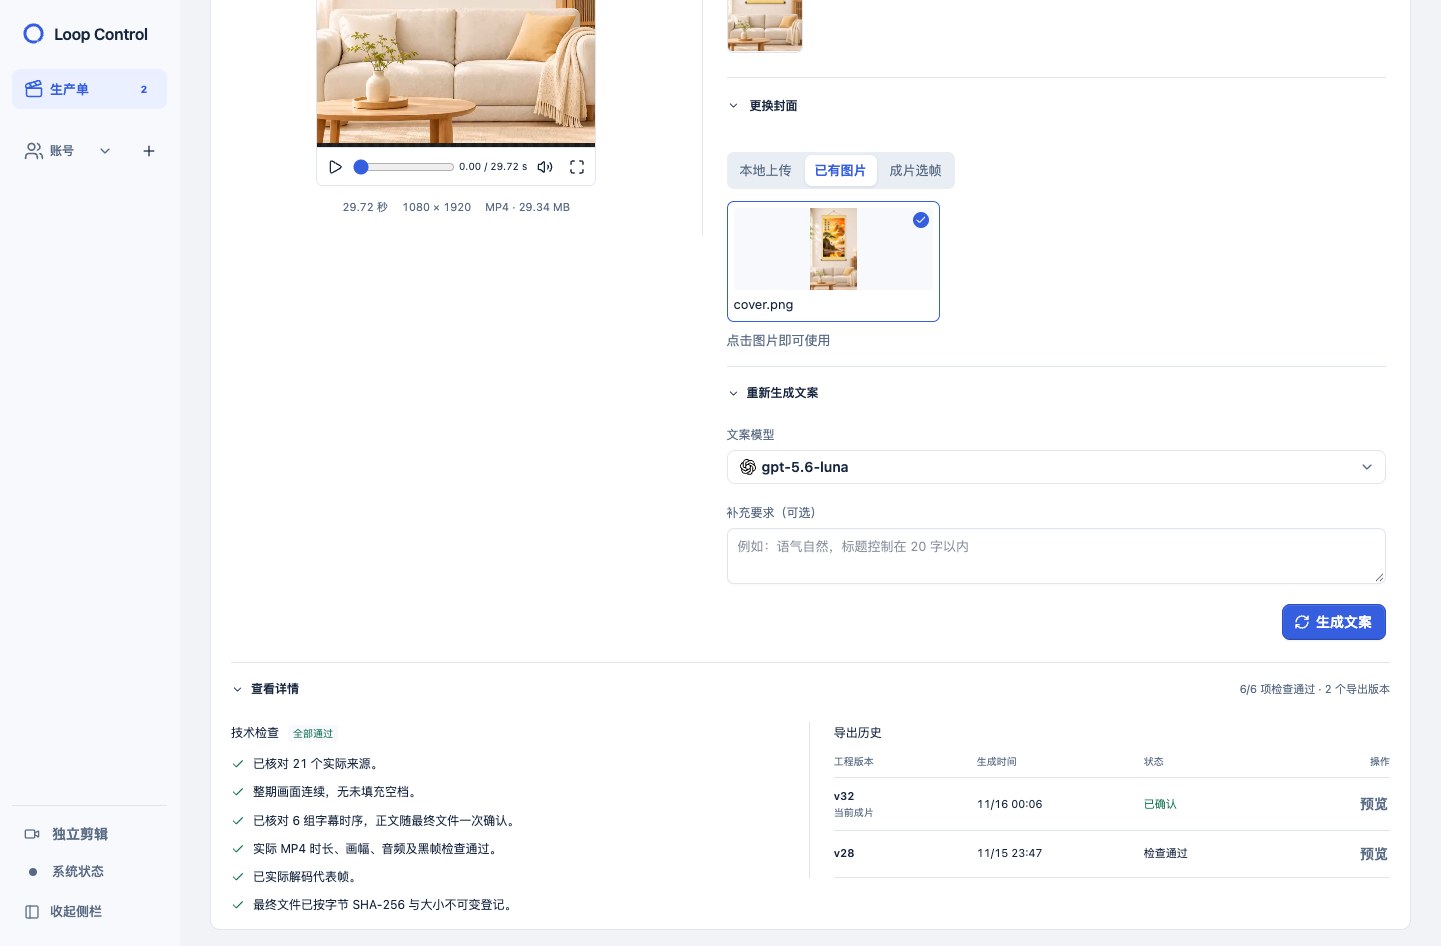 Loop Control
生产单 2
账号
0.00 / 29.72 s
29.72 秒 1080 × 1920 MP4 · 29.34 MB
更换封面
本地上传 已有图片 成片选帧
cover.png
点击图片即可使用
重新生成文案
文案模型
gpt-5.6-luna
补充要求（可选）
例如：语气自然，标题控制在 20 字以内
生成文案
查看详情 6/6 项检查通过 · 2 个导出版本
技术检查 全部通过
已核对 21 个实际来源。
整期画面连续，无未填充空档。
已核对 6 组字幕时序，正文随最终文件一次确认。
实际 MP4 时长、画幅、音频及黑帧检查通过。
已实际解码代表帧。
最终文件已按字节 SHA-256 与大小不可变登记。
导出历史
工程版本 生成时间 状态 操作
v32 11/16 00:06 已确认 预览
当前成片
v28 11/15 23:47 检查通过 预览
独立剪辑
系统状态
收起侧栏